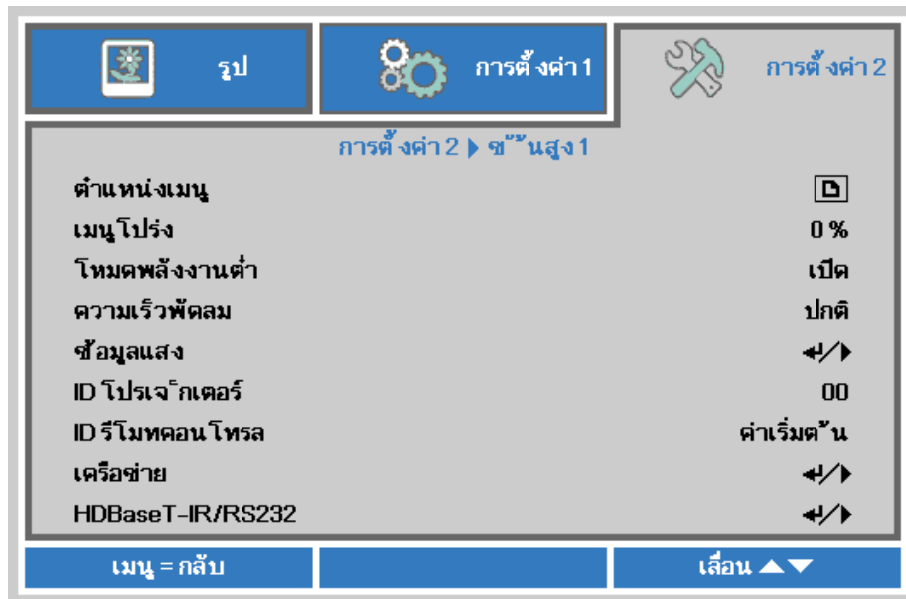 รูป
การตั้งค่า 1
การตั้งค่า 2
การตั้งค่า 2 ▶ ขั้นสูง 1
ตำแหน่งเมนู
เมนูโปร่ง 0 %
โหมดพลังงานต่ำ เปิด
ความเร็วพัดลม ปกติ
ข้อมูลแสง ↵/▶
ID โปรเจ็กเตอร์ 00
ID รีโมทคอนโทรล ค่าเริ่มต้น
เครือข่าย ↵/▶
HDBaseT-IR/RS232 ↵/▶
เมนู = กลับ
เลื่อน ▲▼